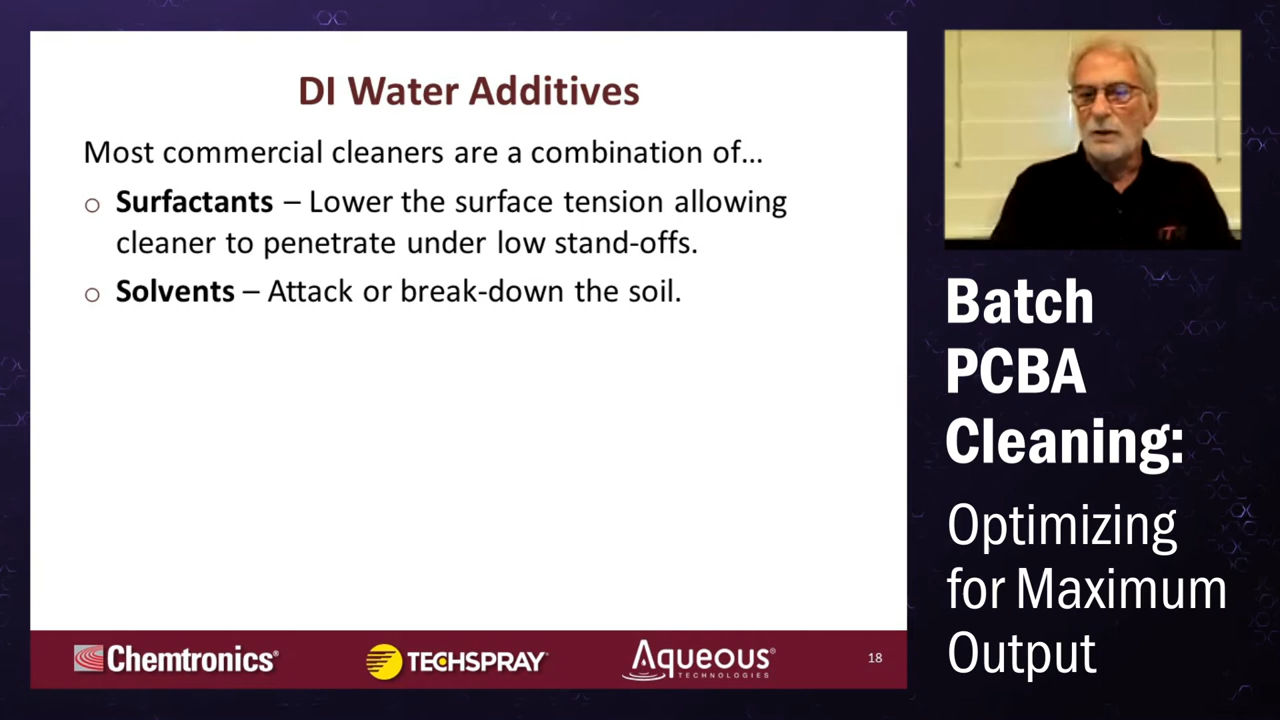 DI Water Additives
Most commercial cleaners are a combination of...
○ Surfactants – Lower the surface tension allowing
cleaner to penetrate under low stand-offs.
○ Solvents – Attack or break-down the soil.
Chemtronics®
TECHSPRAY®
Aqueous®
TECHNOLOGIES
18
Batch
PCBA
Cleaning:
Optimizing
for Maximum
Output